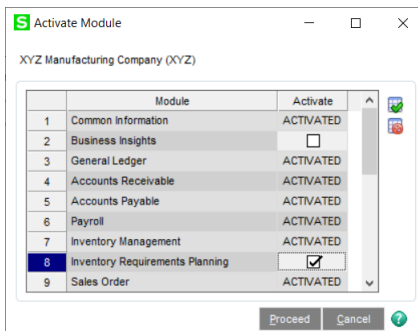 S Activate Module
XYZ Manufacturing Company (XYZ)
Module Activate
1 Common Information ACTIVATED
2 Business Insights
3 General Ledger ACTIVATED
4 Accounts Receivable ACTIVATED
5 Accounts Payable ACTIVATED
6 Payroll ACTIVATED
7 Inventory Management ACTIVATED
8 Inventory Requirements Planning
9 Sales Order ACTIVATED
Proceed Cancel ?